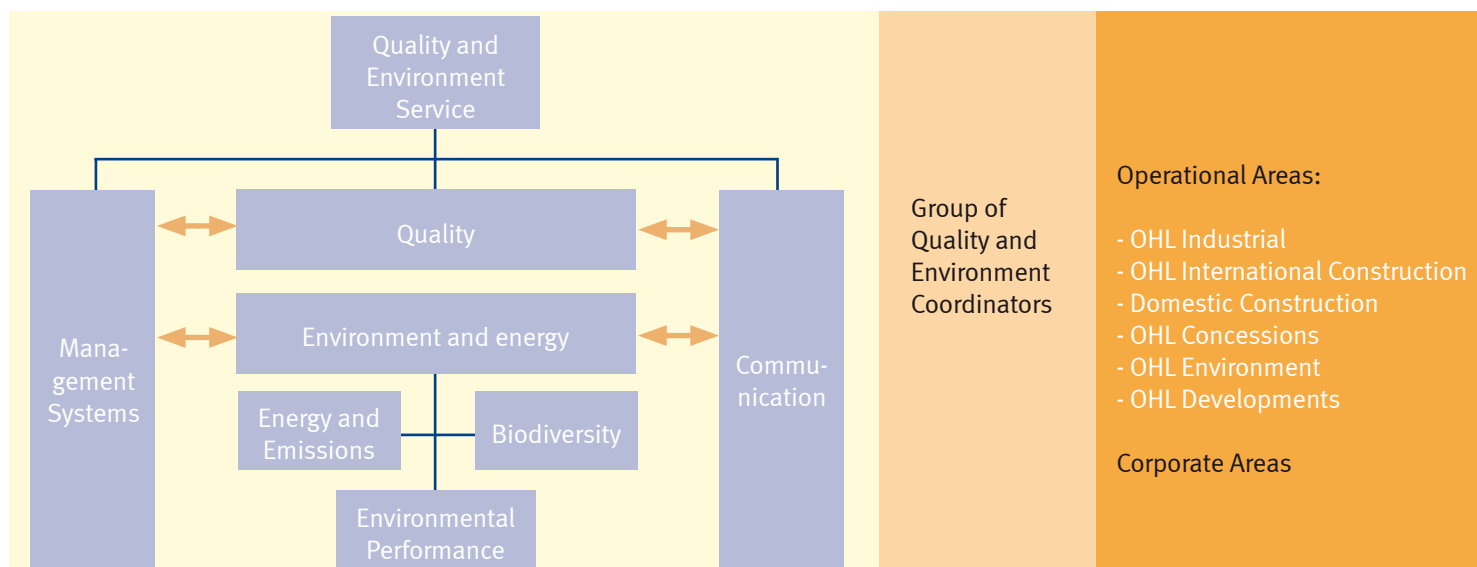 Quality and
Environment
Service
Quality
Environment and energy
Mana-
gement
Systems
Commu-
nication
Energy and
Emissions
Biodiversity
Environmental
Performance
Group of
Quality and
Environment
Coordinators
Operational Areas:
- OHL Industrial
- OHL International Construction
- Domestic Construction
- OHL Concessions
- OHL Environment
- OHL Developments
Corporate Areas